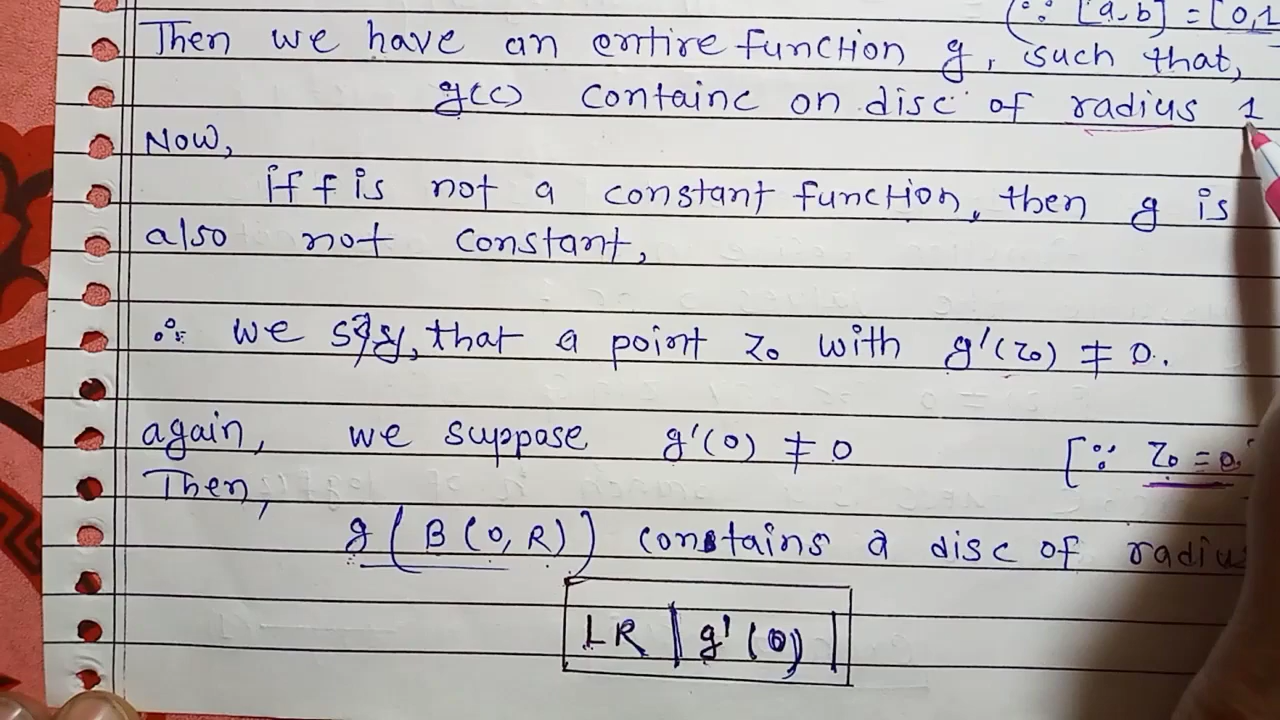 (∵ [a, b] = [0, 1
Then we have an entire function g, such that,
g(c) containc on disc of radius 1
Now,
if f is not a constant function, then g is
also not constant,
∴ we say, that a point z₀ with g'(z₀) ≠ 0.
again, we suppose g'(0) ≠ 0 [∵ z₀ = 0
Then,
g(B(0, R)) constains a disc of radiu
LR |g'(0)|